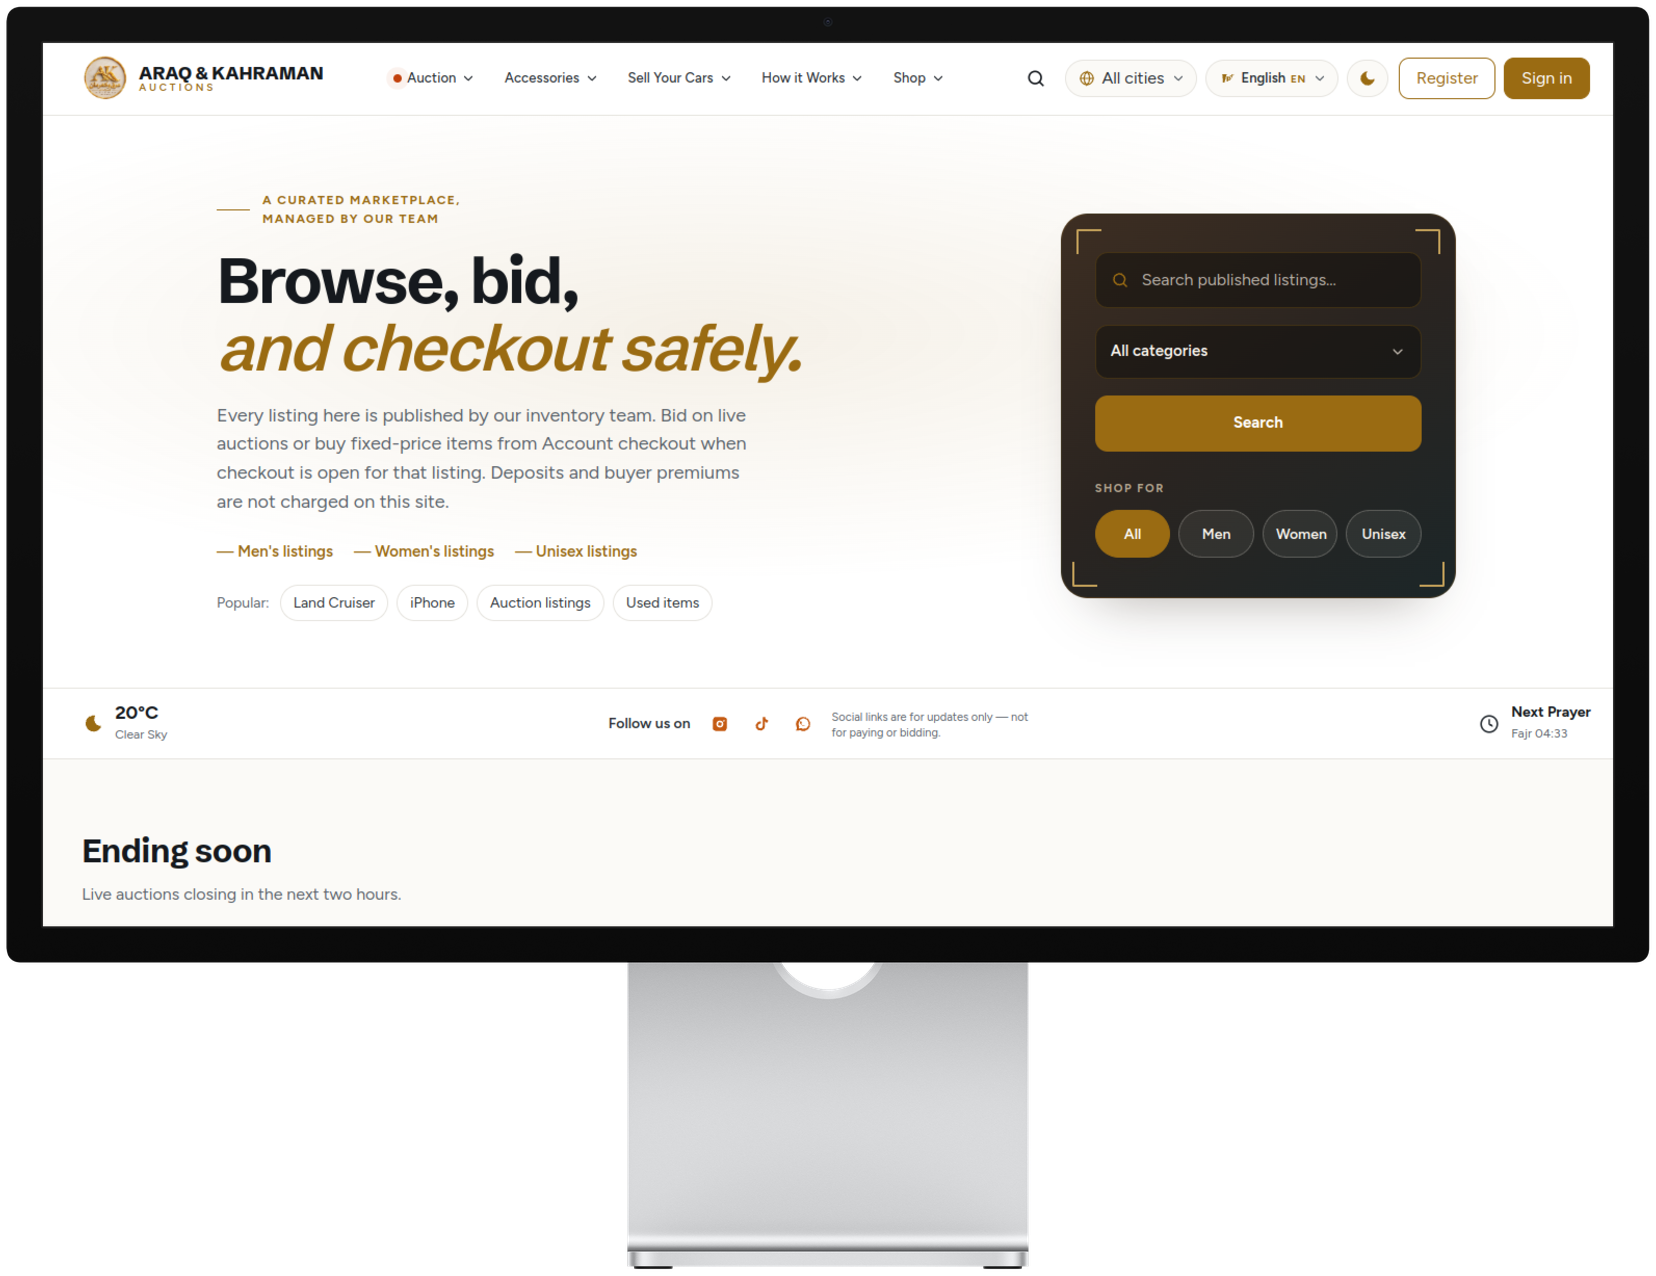 ARAQ & KAHRAMAN
AUCTIONS
Auction
Accessories
Sell Your Cars
How it Works
Shop
All cities
English EN
Register
Sign in
A CURATED MARKETPLACE,
MANAGED BY OUR TEAM
Browse, bid,
and checkout safely.
Every listing here is published by our inventory team. Bid on live
auctions or buy fixed-price items from Account checkout when
checkout is open for that listing. Deposits and buyer premiums
are not charged on this site.
— Men's listings
— Women's listings
— Unisex listings
Popular:
Land Cruiser
iPhone
Auction listings
Used items
Search published listings...
All categories
Search
SHOP FOR
All
Men
Women
Unisex
20°C
Clear Sky
Follow us on
Social links are for updates only — not
for paying or bidding.
Next Prayer
Fajr 04:33
Ending soon
Live auctions closing in the next two hours.